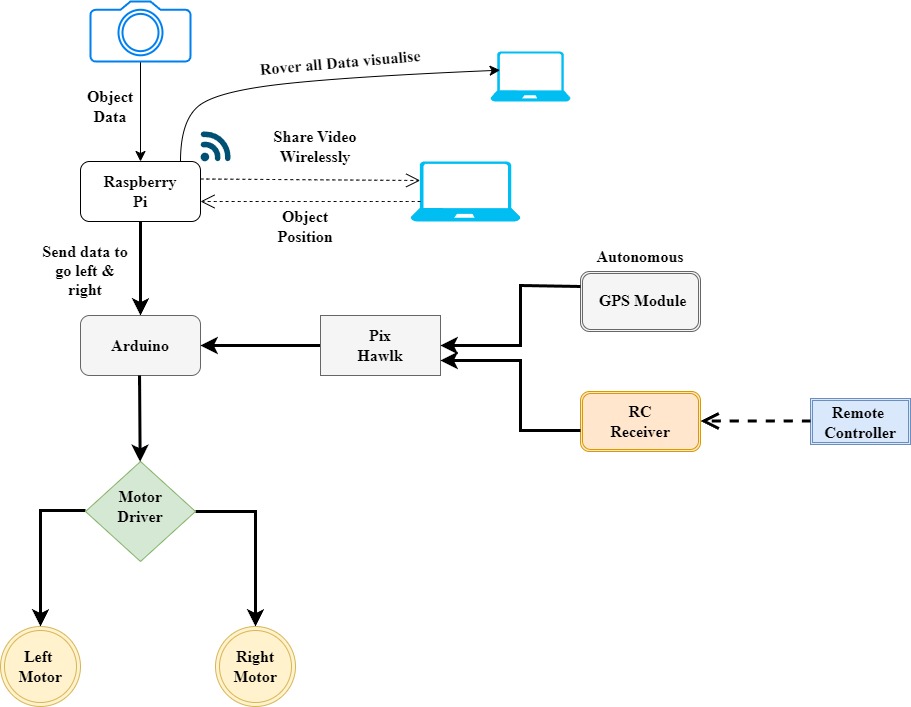 Rover all Data visualise
Object
Data
Share Video
Wirelessly
Raspberry
Pi
Object
Position
Send data to
go left &
right
Autonomous
GPS Module
Arduino
Pix
Hawlk
RC
Receiver
Remote
Controller
Motor
Driver
Left
Motor
Right
Motor